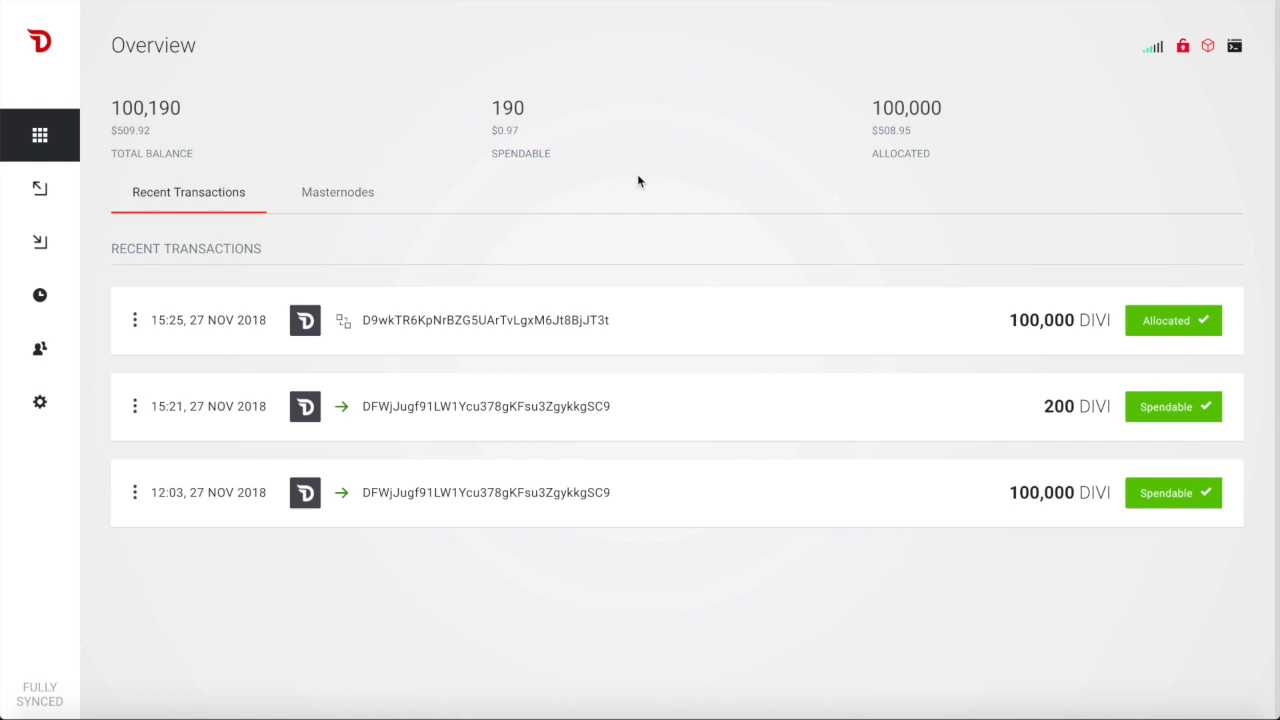 Overview
100,190
$509.92
TOTAL BALANCE
190
$0.97
SPENDABLE
100,000
$508.95
ALLOCATED
Recent Transactions
Masternodes
RECENT TRANSACTIONS
15:25, 27 NOV 2018 D9wkTR6KpNrBZG5UArTvLgxM6Jt8BjJT3t 100,000 DIVI Allocated
15:21, 27 NOV 2018 DFWjJugf91LW1Ycu378gKFsu3ZgykkgSC9 200 DIVI Spendable
12:03, 27 NOV 2018 DFWjJugf91LW1Ycu378gKFsu3ZgykkgSC9 100,000 DIVI Spendable
FULLY
SYNCED